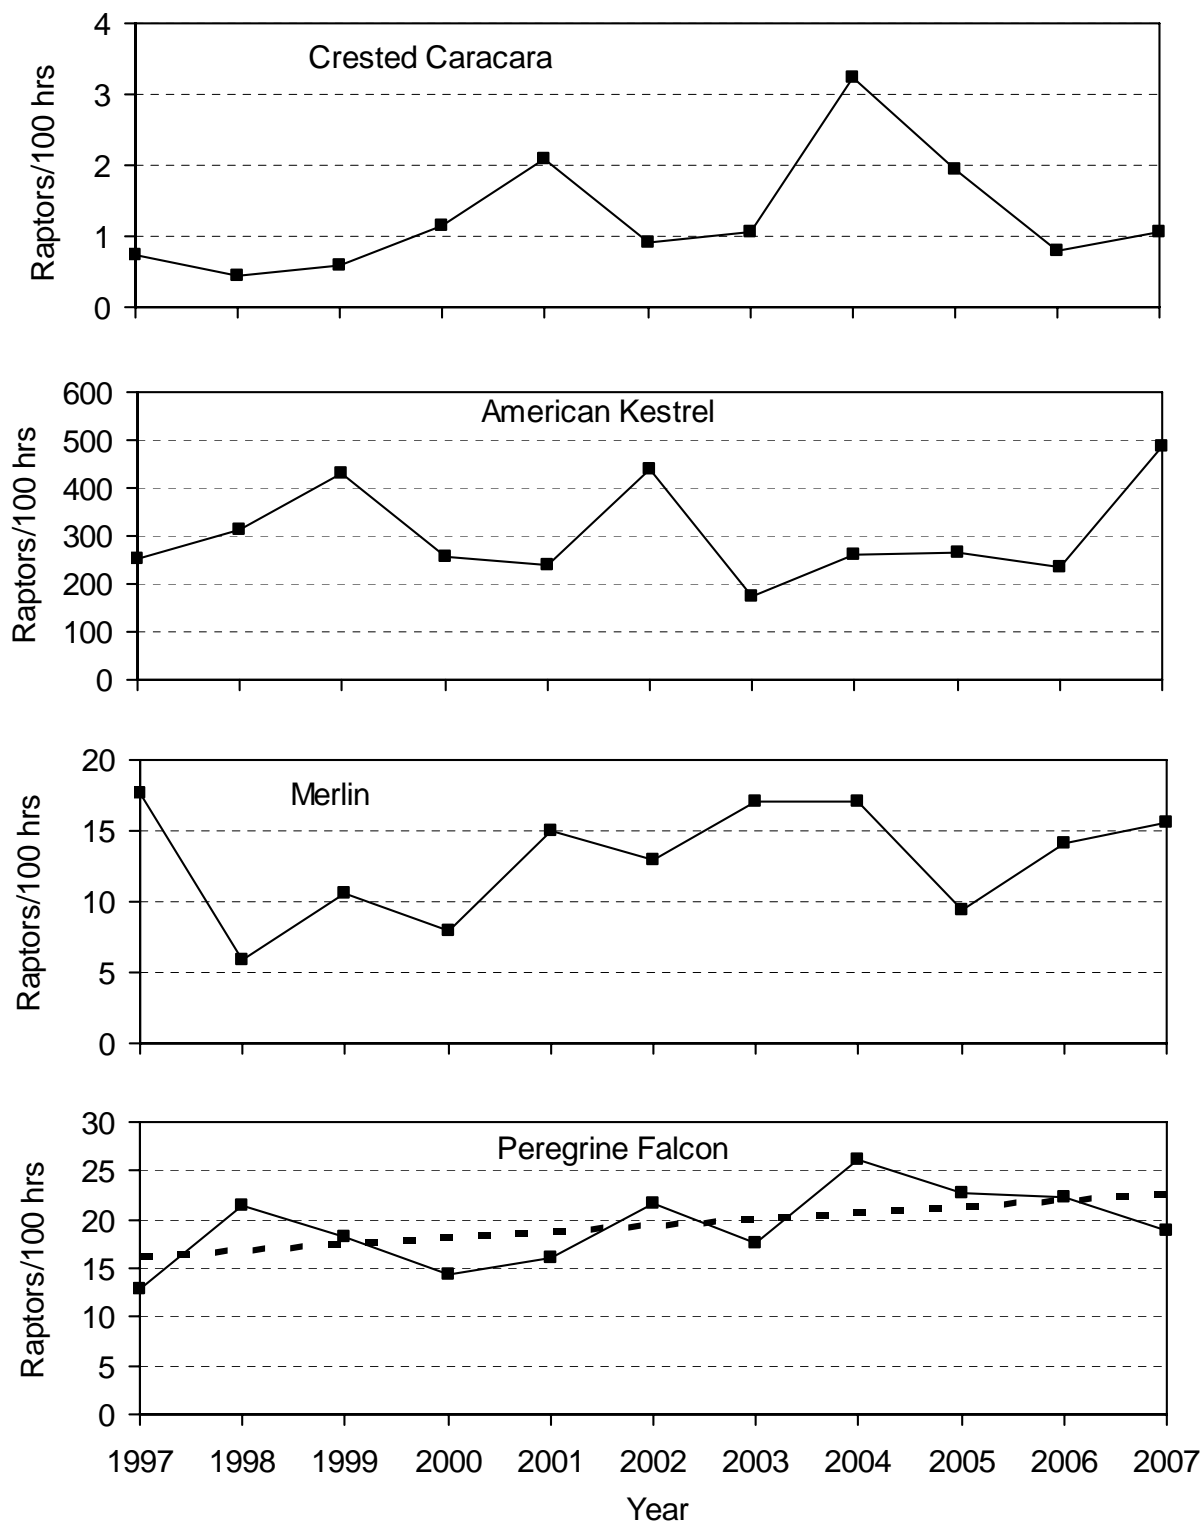 Crested Caracara
Raptors/100 hrs
4
3
2
1
0
American Kestrel
Raptors/100 hrs
600
500
400
300
200
100
0
Merlin
Raptors/100 hrs
20
15
10
5
0
Peregrine Falcon
Raptors/100 hrs
30
25
20
15
10
5
0
1997 1998 1999 2000 2001 2002 2003 2004 2005 2006 2007
Year